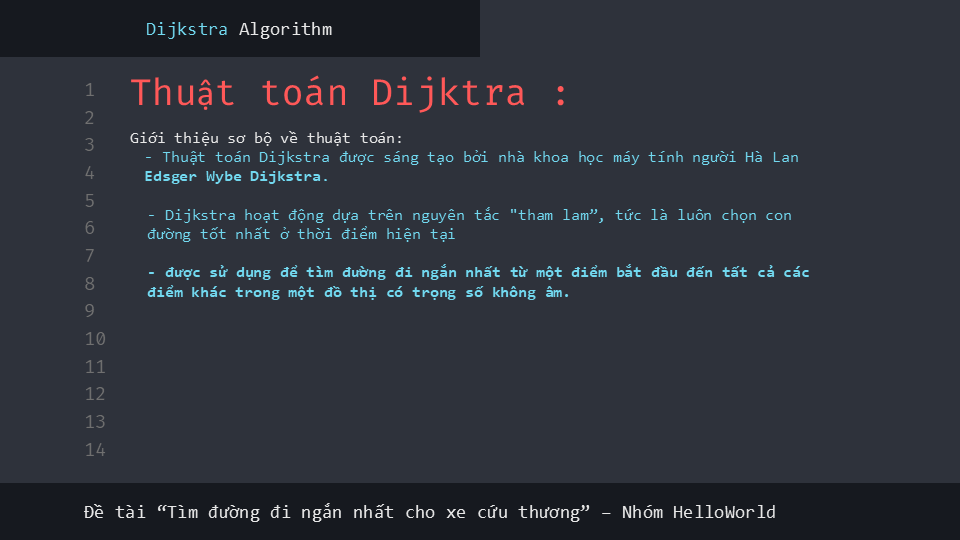 Dijkstra Algorithm
1
2
3
4
5
6
7
8
9
10
11
12
13
14
Thuật toán Dijktra :
Giới thiệu sơ bộ về thuật toán:
- Thuật toán Dijkstra được sáng tạo bởi nhà khoa học máy tính người Hà Lan
Edsger Wybe Dijkstra.
- Dijkstra hoạt động dựa trên nguyên tắc "tham lam”, tức là luôn chọn con
đường tốt nhất ở thời điểm hiện tại
- được sử dụng để tìm đường đi ngắn nhất từ một điểm bắt đầu đến tất cả các
điểm khác trong một đồ thị có trọng số không âm.
Đề tài “Tìm đường đi ngắn nhất cho xe cứu thương” – Nhóm HelloWorld